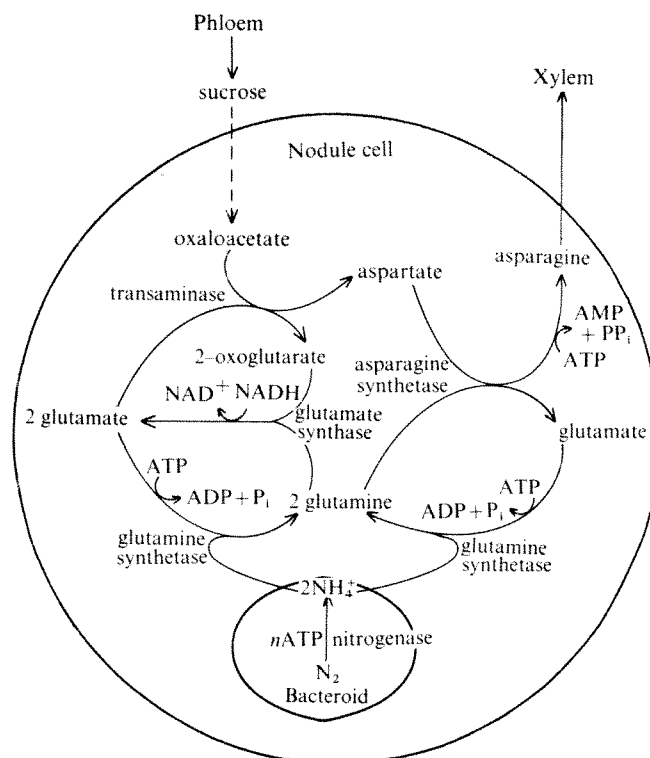 Phloem
Xylem
sucrose
Nodule cell
oxaloacetate
asparagine
aspartate
transaminase
AMP
+ PPi
ATP
2–oxoglutarate
asparagine
synthetase
NAD+ NADH
2 glutamate
glutamate
synthase
glutamate
ATP
ADP + Pi
2 glutamine
ATP
ADP + Pi
glutamine
synthetase
glutamine
synthetase
2NH4+
nATP nitrogenase
N2
Bacteroid